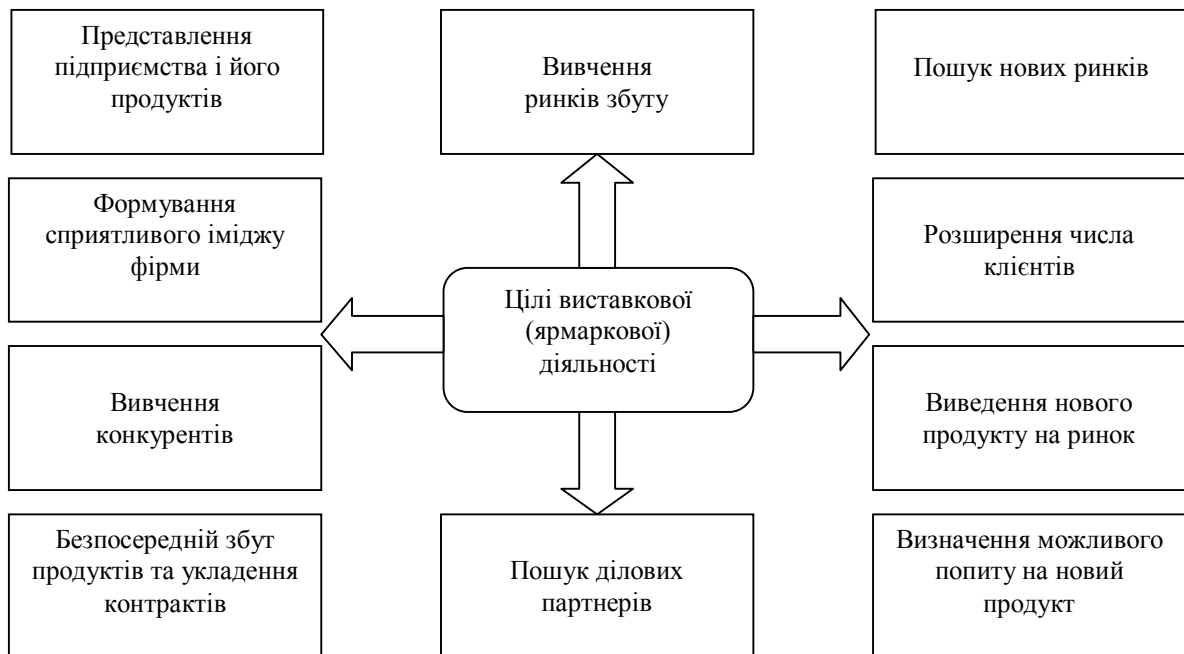 Представлення
підприємства і його
продуктів
Вивчення
ринків збуту
Пошук нових ринків
Формування
сприятливого іміджу
фірми
Розширення числа
клієнтів
Цілі виставкової
(ярмаркової)
діяльності
Вивчення
конкурентів
Виведення нового
продукту на ринок
Безпосередній збут
продуктів та укладення
контрактів
Пошук ділових
партнерів
Визначення можливого
попиту на новий
продукт